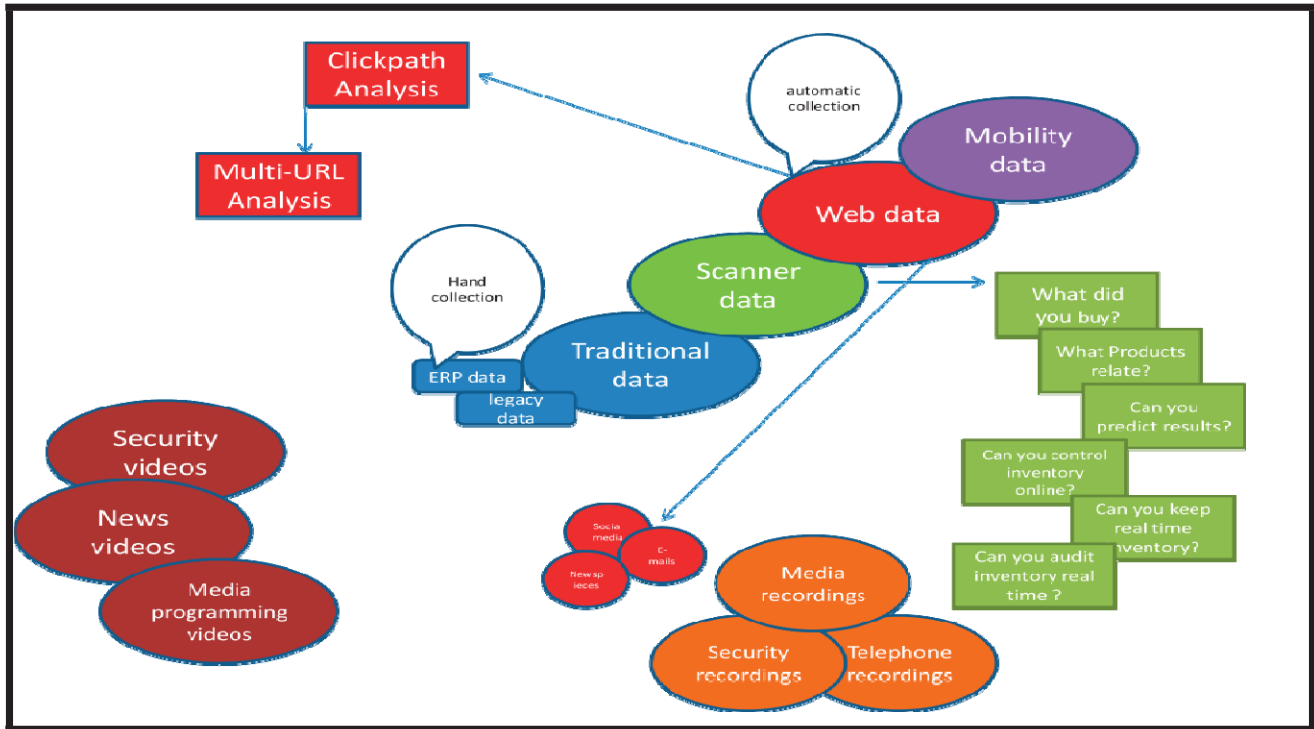 Clickpath
Analysis
Multi-URL
Analysis
automatic
collection
Mobility
data
Web data
Scanner
data
Hand
collection
Traditional
data
ERP data
legacy
data
What did
you buy?
What Products
relate?
Can you
predict results?
Can you control
inventory
online?
Can you keep
real time
inventory?
Can you audit
inventory real
time ?
Security
videos
News
videos
Media
programming
videos
Socia
media
E-
mails
Newsp
ieces
Media
recordings
Security
recordings
Telephone
recordings